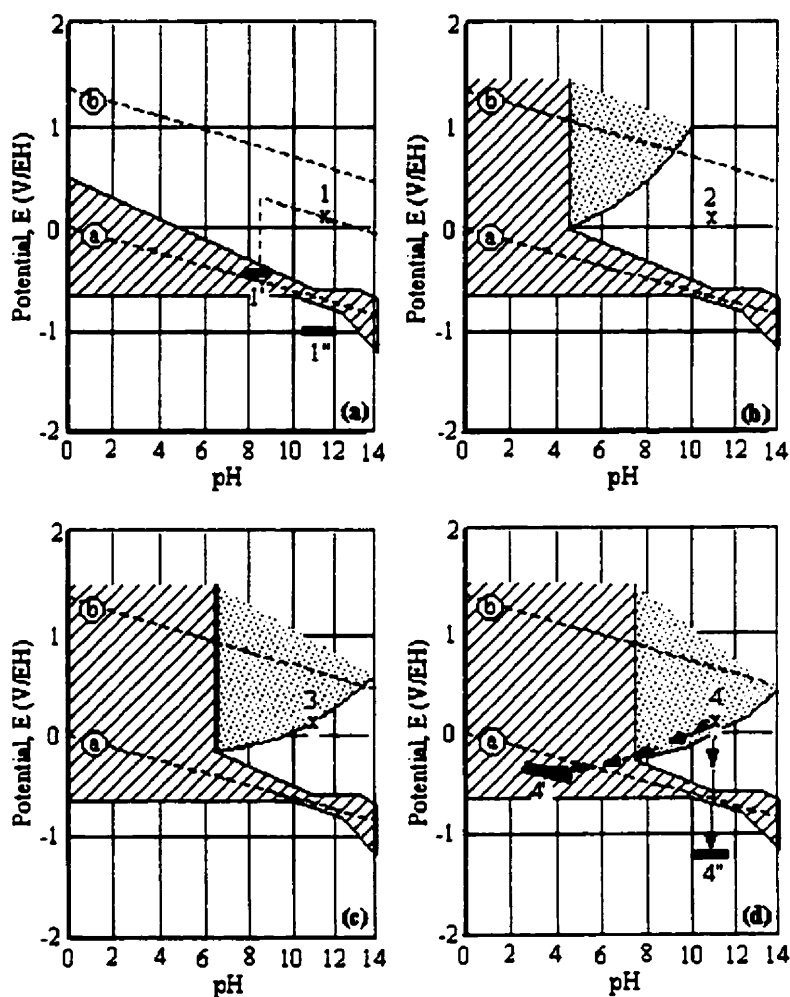 2
1
0
-1
-2
Potential, E (V/EH)
b
a
1
x
1'
1"
(a)
0 2 4 6 8 10 12 14
pH
2
1
0
-1
-2
Potential, E (V/EH)
b
a
2
x
(b)
0 2 4 6 8 10 12 14
pH
2
1
0
-1
-2
Potential, E (V/EH)
b
a
3
x
(c)
0 2 4 6 8 10 12 14
pH
2
1
0
-1
-2
Potential, E (V/EH)
b
a
4
x
4'
4"
(d)
0 2 4 6 8 10 12 14
pH